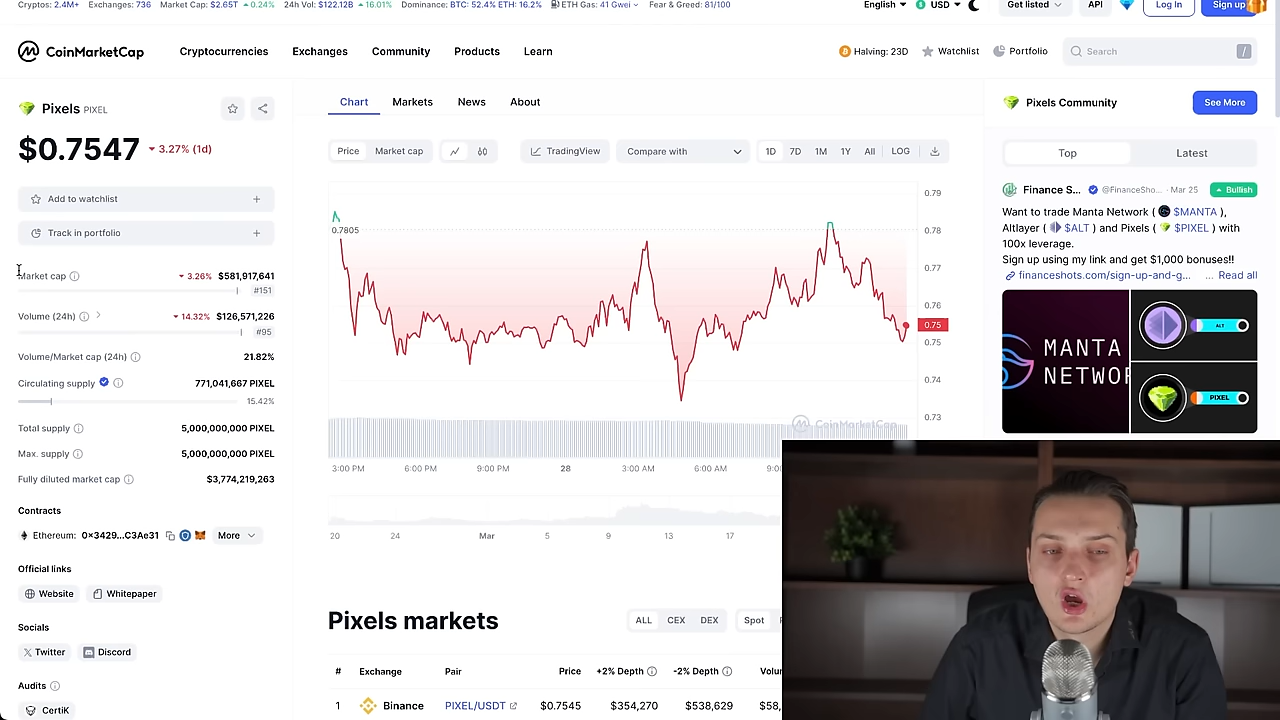 Cryptos: 2.4M+ Exchanges: 736 Market Cap: $2.65T 0.24% 24h Vol: $122.12B 16.01% Dominance: BTC: 52.4% ETH: 16.2% ETH Gas: 41 Gwei Fear & Greed: 81/100 English USD Get listed API Log In Sign up
CoinMarketCap Cryptocurrencies Exchanges Community Products Learn Halving: 23D Watchlist Portfolio Search /
Pixels PIXEL
$0.7547 3.27% (1d)
Add to watchlist +
Track in portfolio +
Market cap 3.26% $581,917,641
#151
Volume (24h) 14.32% $126,571,226
#95
Volume/Market cap (24h) 21.82%
Circulating supply 771,041,667 PIXEL
15.42%
Total supply 5,000,000,000 PIXEL
Max. supply 5,000,000,000 PIXEL
Fully diluted market cap $3,774,219,263
Contracts
Ethereum: 0x3429...C3Ae31 More
Official links
Website Whitepaper
Socials
Twitter Discord
Audits
CertiK
Chart Markets News About
Price Market cap TradingView Compare with 1D 7D 1M 1Y All LOG
0.7805
0.79
0.78
0.77
0.76
0.75
0.75
0.74
0.73
CoinMarketCap
3:00 PM 6:00 PM 9:00 PM 28 3:00 AM 6:00 AM
20 24 Mar 5 9 13 17
Pixels markets ALL CEX DEX Spot
# Exchange Pair Price +2% Depth -2% Depth
1 Binance PIXEL/USDT $0.7545 $354,270 $538,629 $58,
Pixels Community See More
Top Latest
Finance S... @FinanceSho... · Mar 25 Bullish
Want to trade Manta Network ( $MANTA ),
Altlayer ( $ALT ) and Pixels ( $PIXEL ) with
100x leverage.
Sign up using my link and get $1,000 bonuses!!
financeshots.com/sign-up-and-g... ... Read all
MANTA
NETWOR
ALT
PIXEL